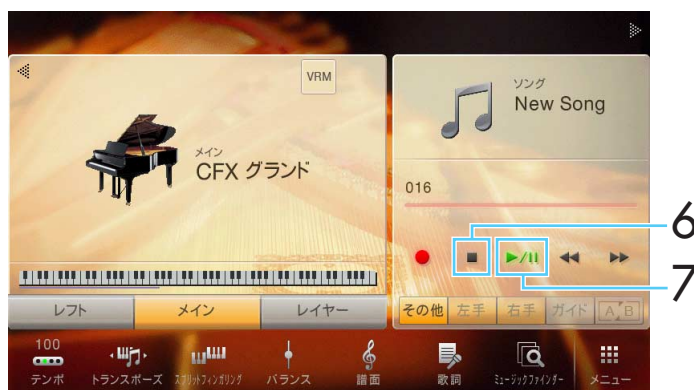 VRM
メイン
CFX グランド
レフト
メイン
レイヤー
ソング
New Song
016
その他 左手 右手 ガイド A B
6
7
100
テンポ
トランスポーズ
スプリットフィンガリング
バランス
譜面
歌詞
ミュージックファインダー
メニュー